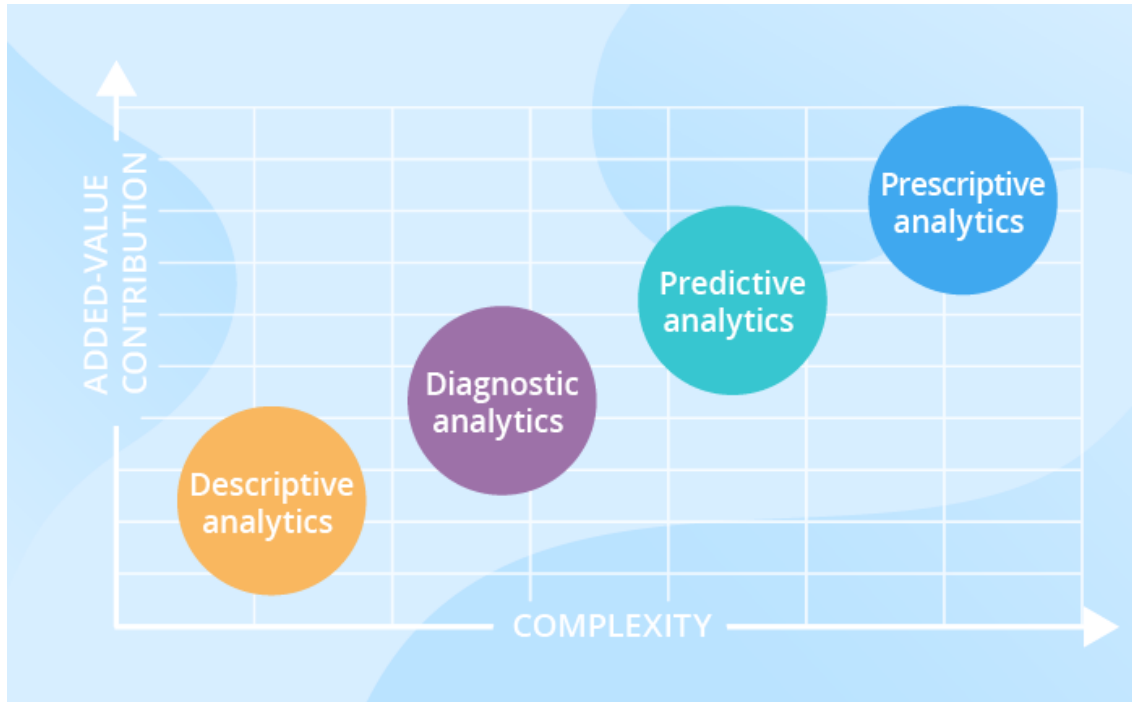 ADDED-VALUE
CONTRIBUTION
Prescriptive
analytics
Predictive
analytics
Diagnostic
analytics
Descriptive
analytics
COMPLEXITY